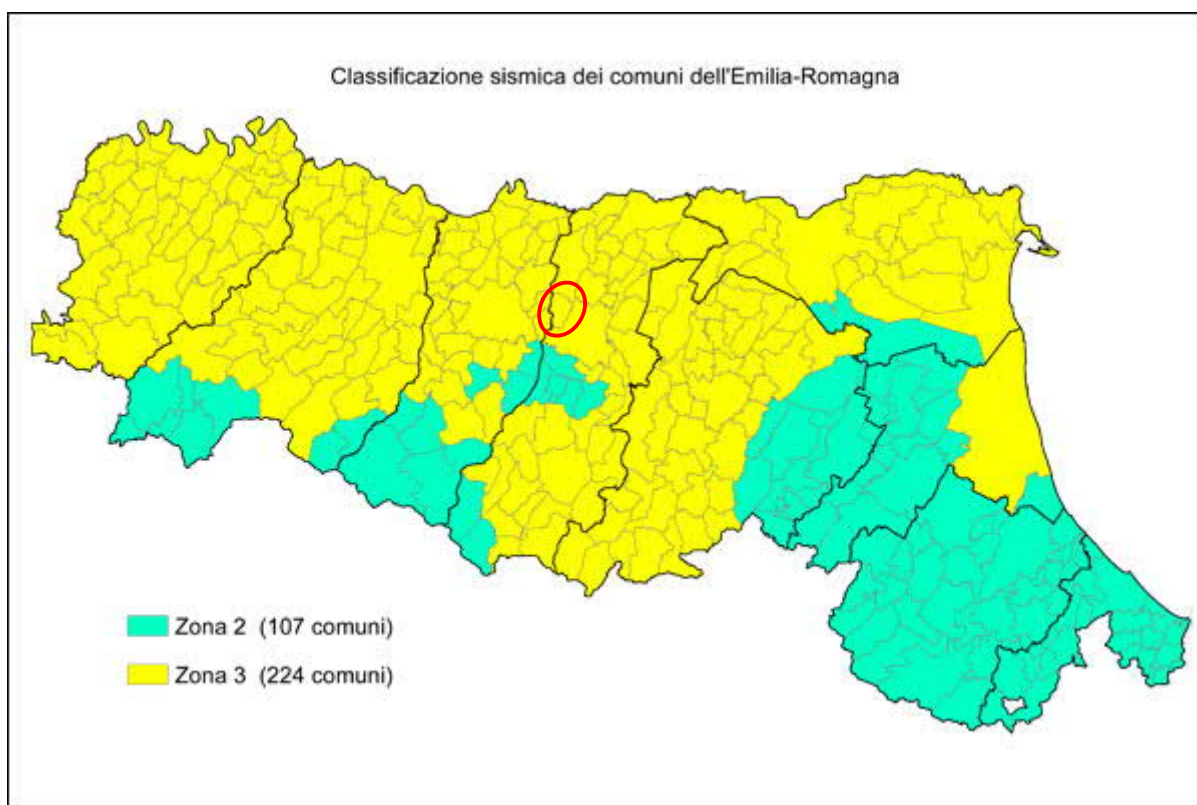 Classificazione sismica dei comuni dell'Emilia-Romagna
Zona 2 (107 comuni)
Zona 3 (224 comuni)